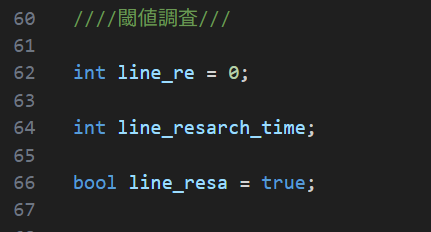 60 ////閾値調査///
61
62 int line_re = 0;
63
64 int line_resarch_time;
65
66 bool line_resa = true;
67